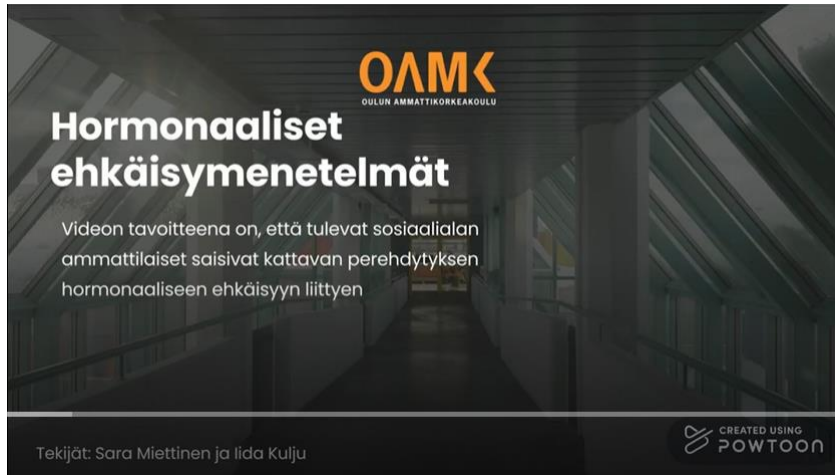 OAMK
OULUN AMMATTIKORKEAKOULU
Hormonaaliset
ehkäisymenetelmät
Videon tavoitteena on, että tulevat sosiaalialan
ammattilaiset saisivat kattavan perehdytyksen
hormonaaliseen ehkäisyyn liittyen
Tekijät: Sara Miettinen ja Iida Kulju
CREATED USING
POWTOON